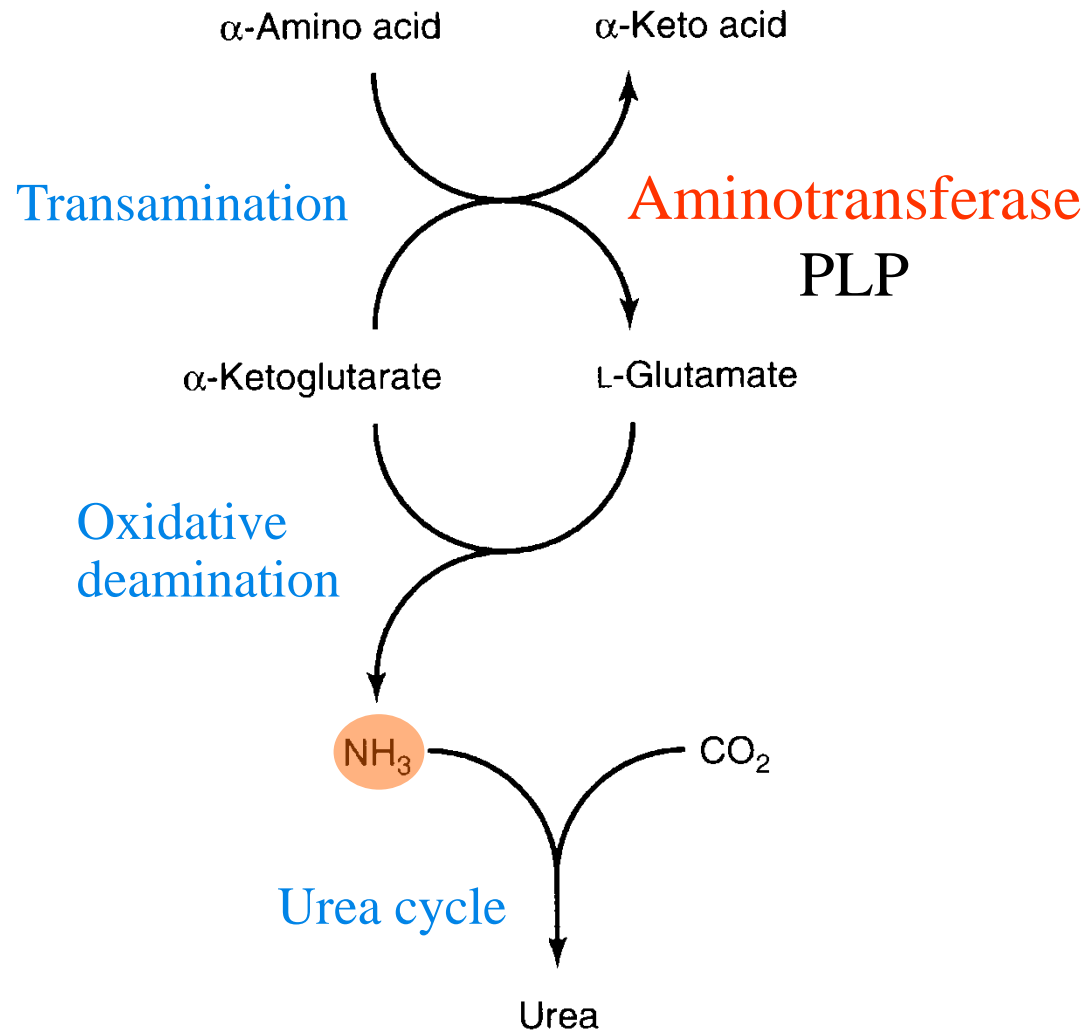 α-Amino acid
α-Keto acid
Transamination
Aminotransferase
PLP
α-Ketoglutarate
L-Glutamate
Oxidative
deamination
NH₃
CO₂
Urea cycle
Urea